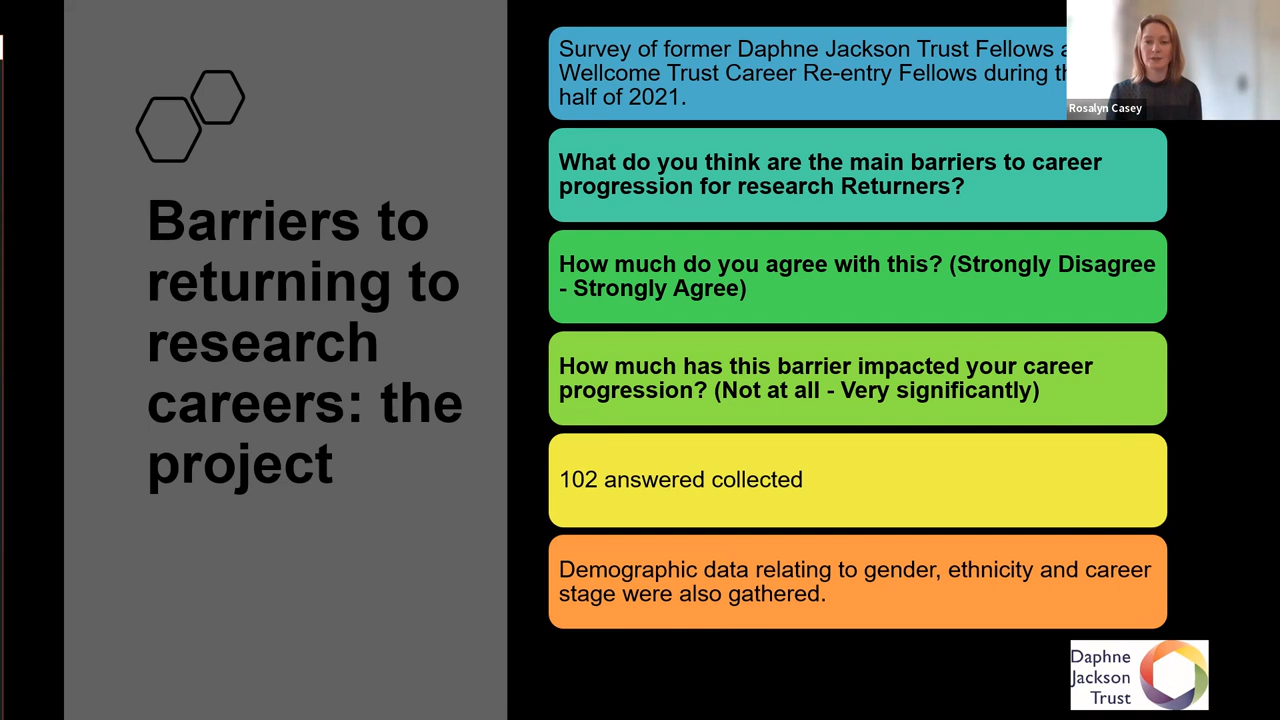 Barriers to
returning to
research
careers: the
project
Survey of former Daphne Jackson Trust Fellows
Wellcome Trust Career Re-entry Fellows during
half of 2021.
Rosalyn Casey
What do you think are the main barriers to career
progression for research Returners?
How much do you agree with this? (Strongly Disagree
- Strongly Agree)
How much has this barrier impacted your career
progression? (Not at all - Very significantly)
102 answered collected
Demographic data relating to gender, ethnicity and career
stage were also gathered.
Daphne
Jackson
Trust